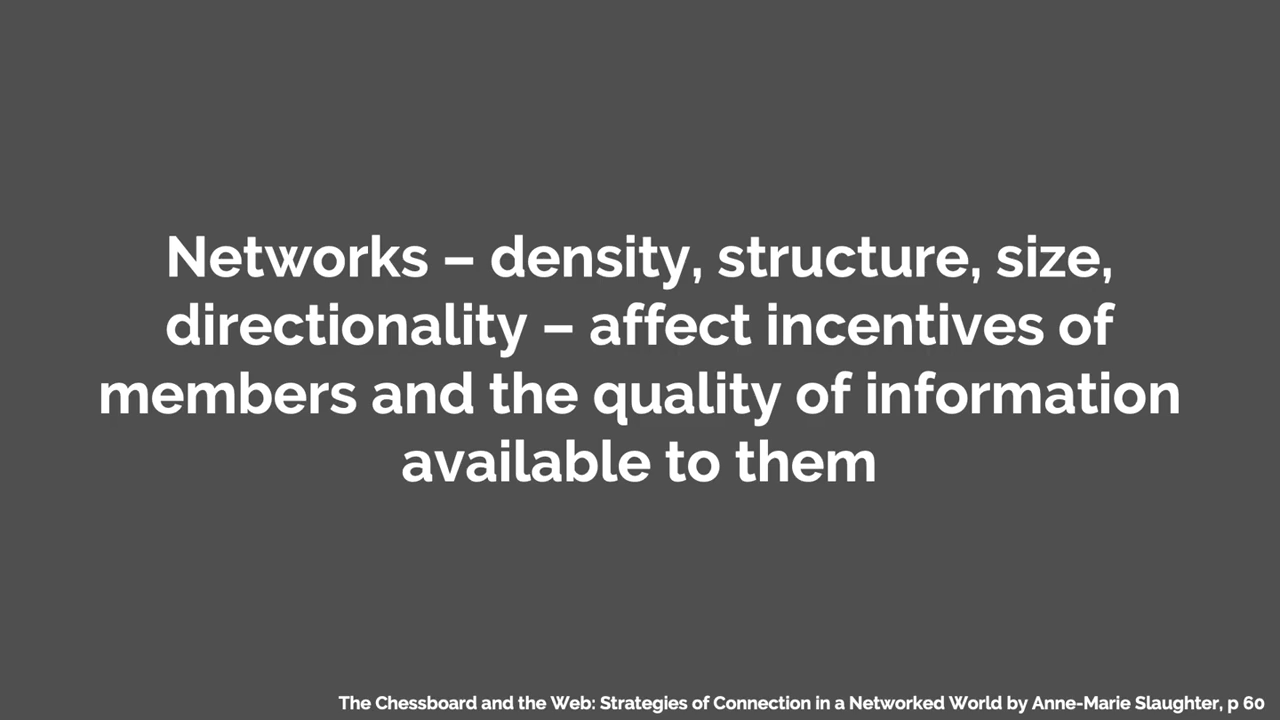 Networks – density, structure, size,
directionality – affect incentives of
members and the quality of information
available to them
The Chessboard and the Web: Strategies of Connection in a Networked World by Anne-Marie Slaughter, p 60